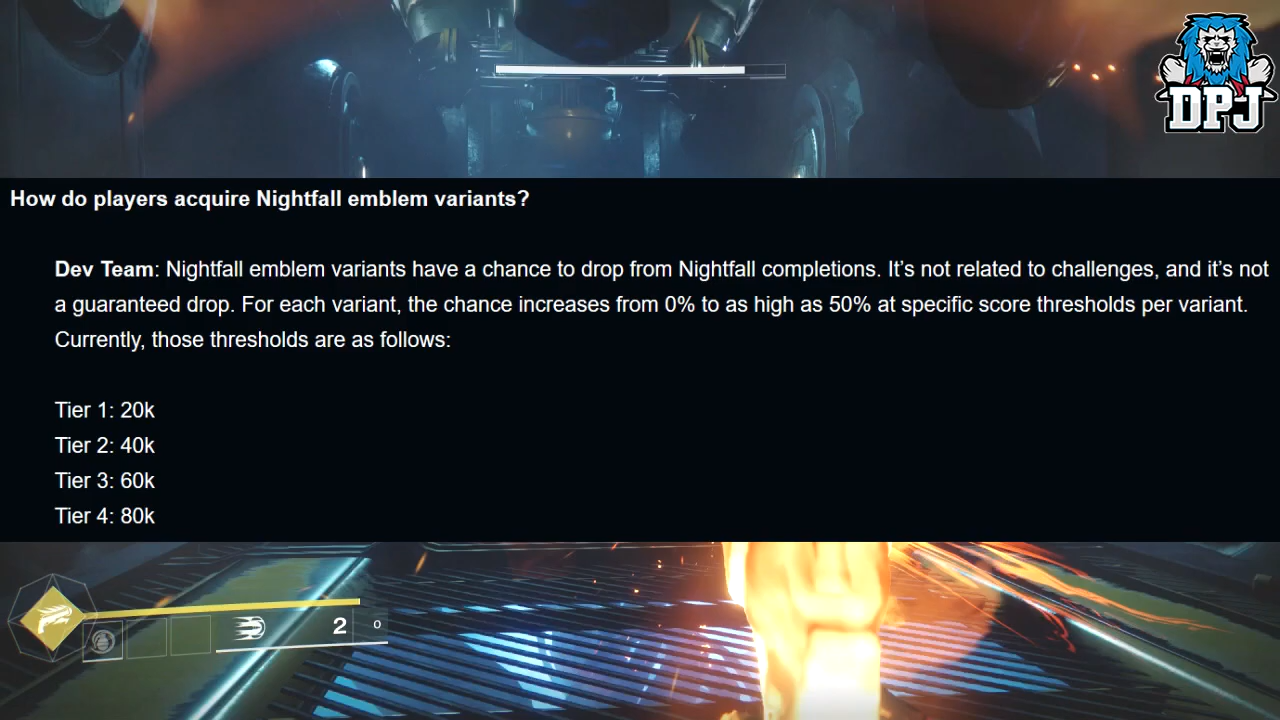 DPJ
How do players acquire Nightfall emblem variants?
Dev Team: Nightfall emblem variants have a chance to drop from Nightfall completions. It’s not related to challenges, and it’s not
a guaranteed drop. For each variant, the chance increases from 0% to as high as 50% at specific score thresholds per variant.
Currently, those thresholds are as follows:
Tier 1: 20k
Tier 2: 40k
Tier 3: 60k
Tier 4: 80k
2 0